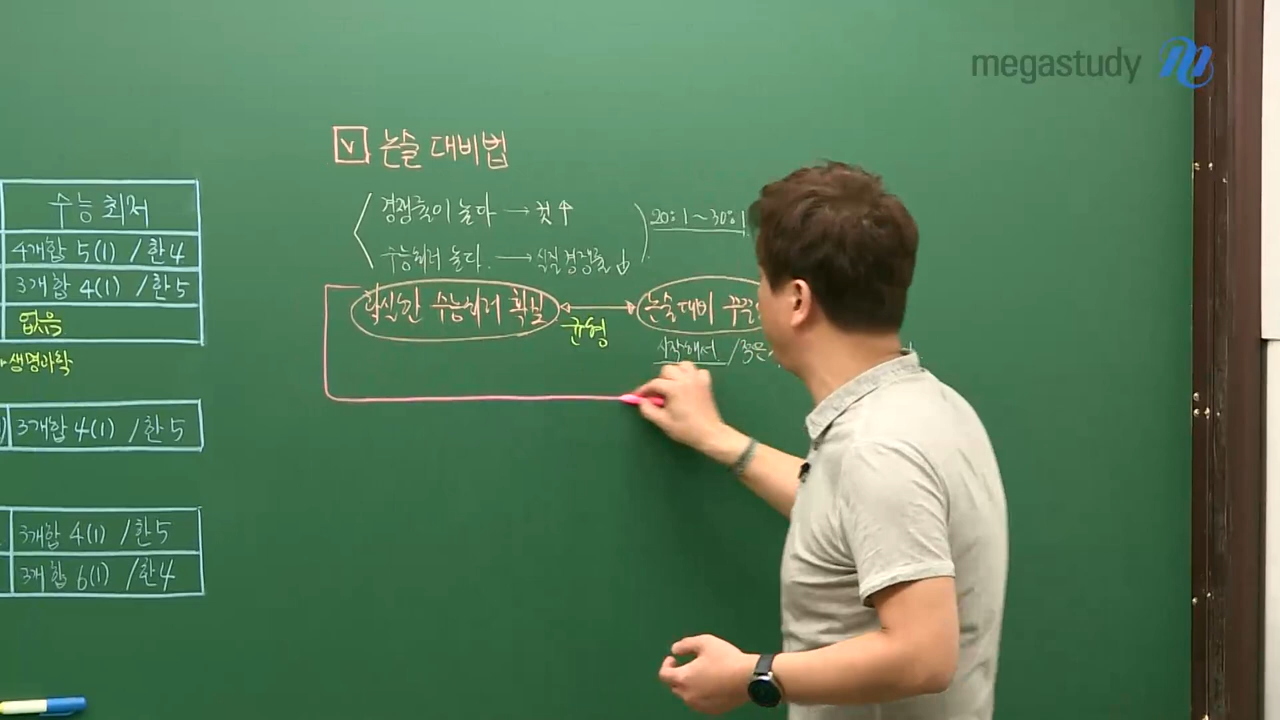 megastudy
수능 최저
4개합 5(1) / 한4
3개합 4(1) / 한5
없음
생명과학
3개합 4(1) / 한5
3개합 4(1) / 한5
3개합 6(1) / 한4
V 논술 대비법
경쟁률이 높다 → 컷↑
수능최저 높다. → 실질 경쟁률↓
20:1~30:1
확실한 수능최저 확보 ↔ 논술대비 꾸준
균형
시작해서 /